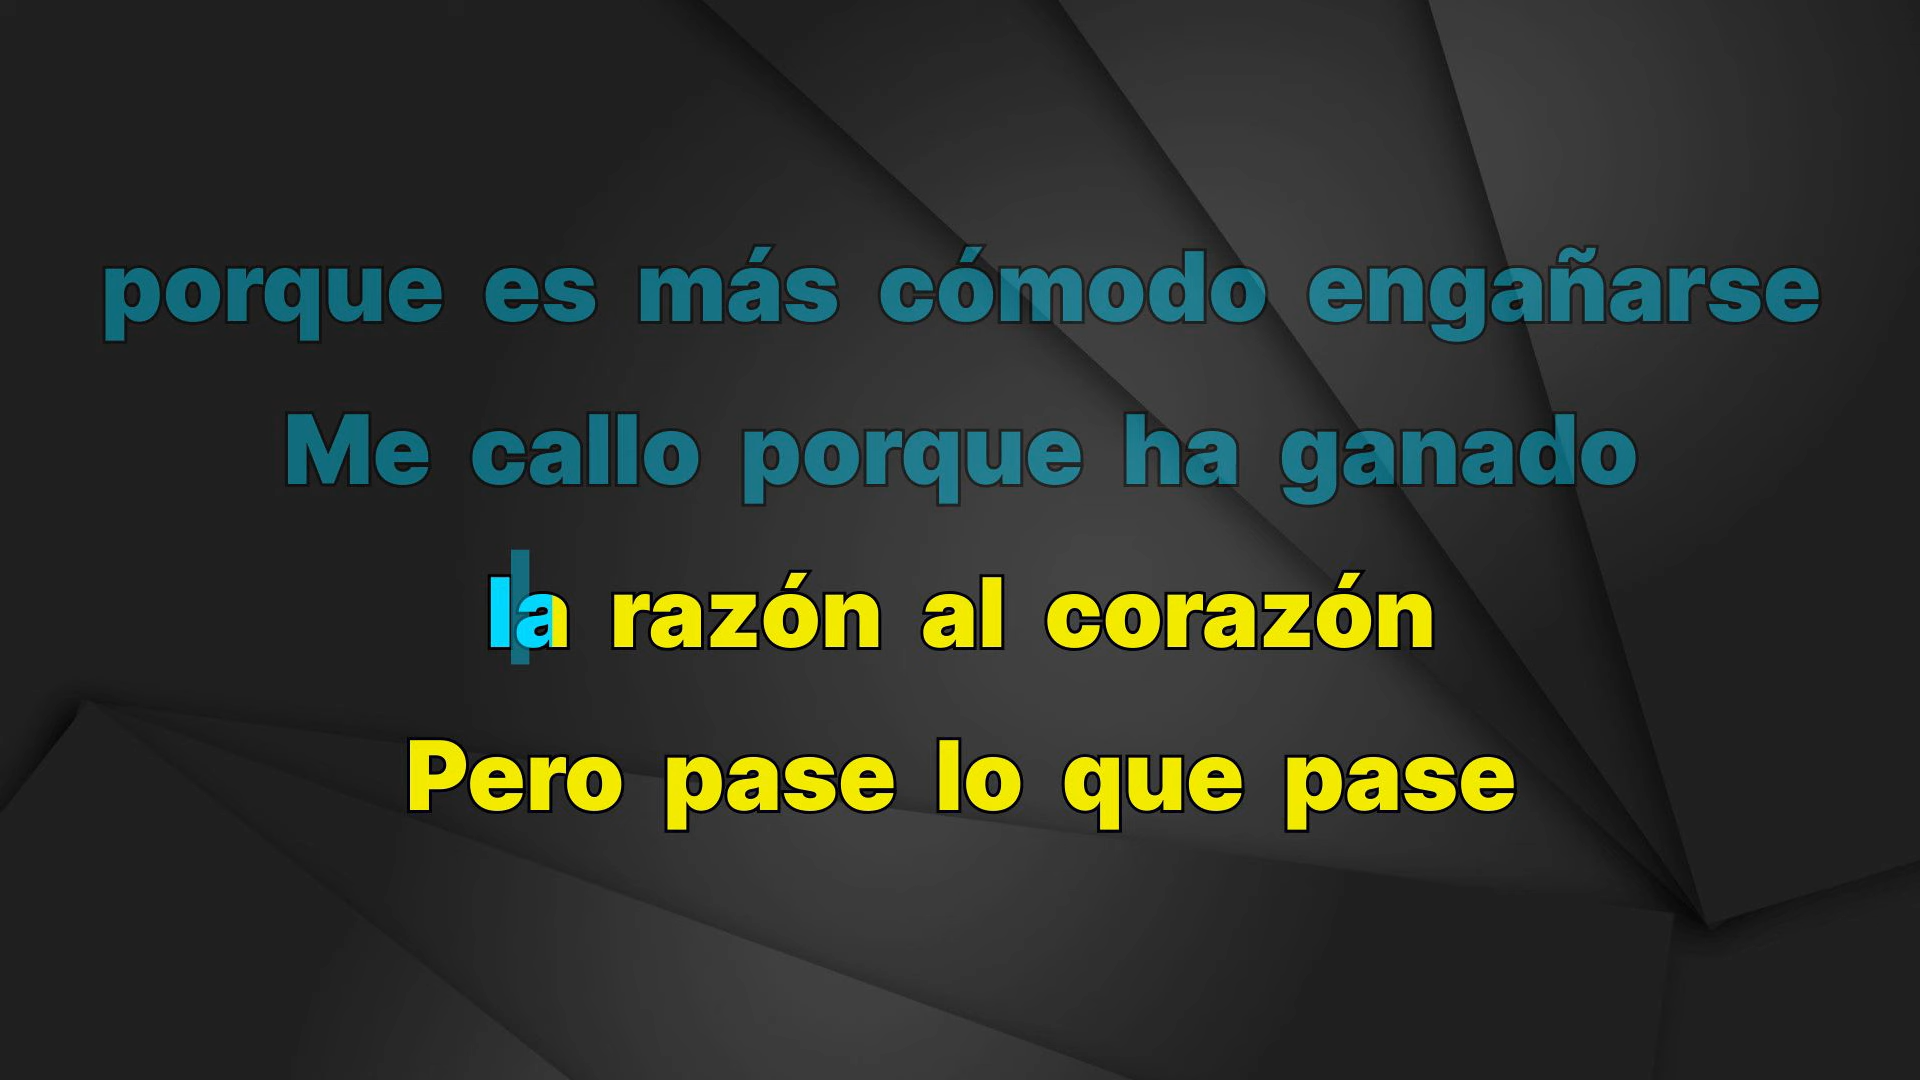 porque es más cómodo engañarse
Me callo porque ha ganado
la razón al corazón
Pero pase lo que pase